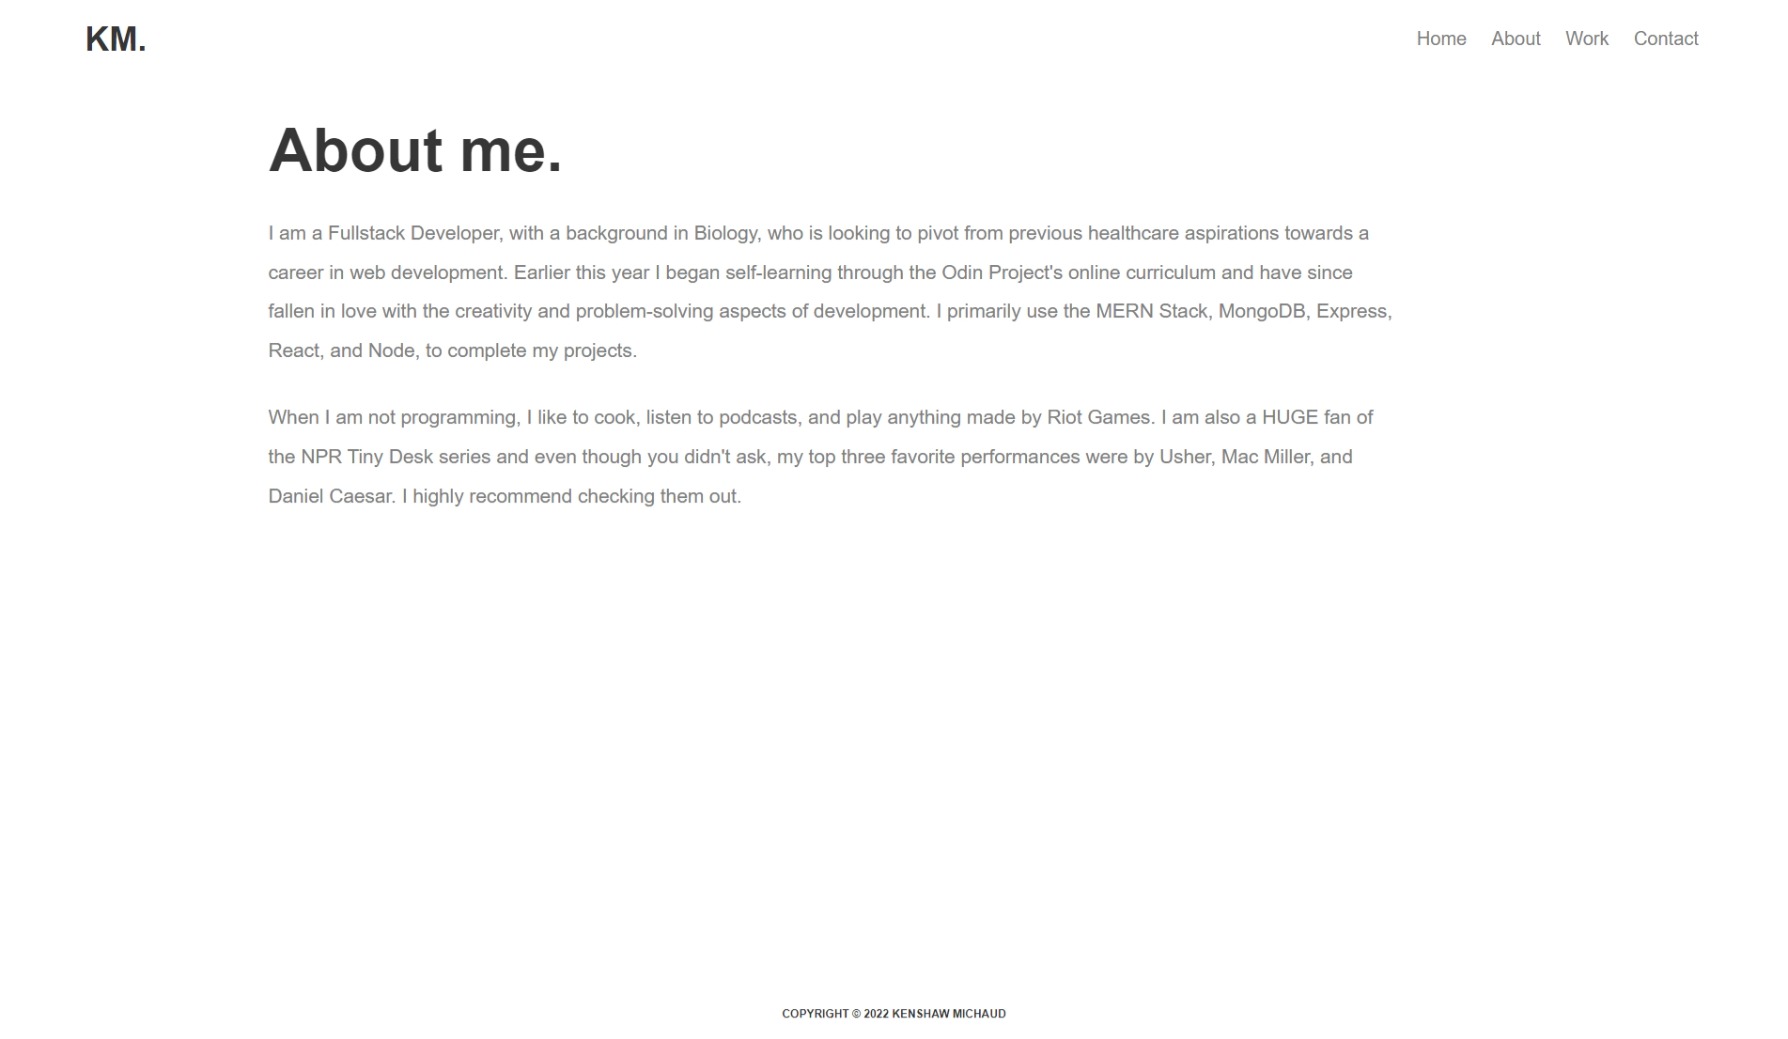 KM.
Home About Work Contact
About me.
I am a Fullstack Developer, with a background in Biology, who is looking to pivot from previous healthcare aspirations towards a
career in web development. Earlier this year I began self-learning through the Odin Project's online curriculum and have since
fallen in love with the creativity and problem-solving aspects of development. I primarily use the MERN Stack, MongoDB, Express,
React, and Node, to complete my projects.
When I am not programming, I like to cook, listen to podcasts, and play anything made by Riot Games. I am also a HUGE fan of
the NPR Tiny Desk series and even though you didn't ask, my top three favorite performances were by Usher, Mac Miller, and
Daniel Caesar. I highly recommend checking them out.
COPYRIGHT © 2022 KENSHAW MICHAUD